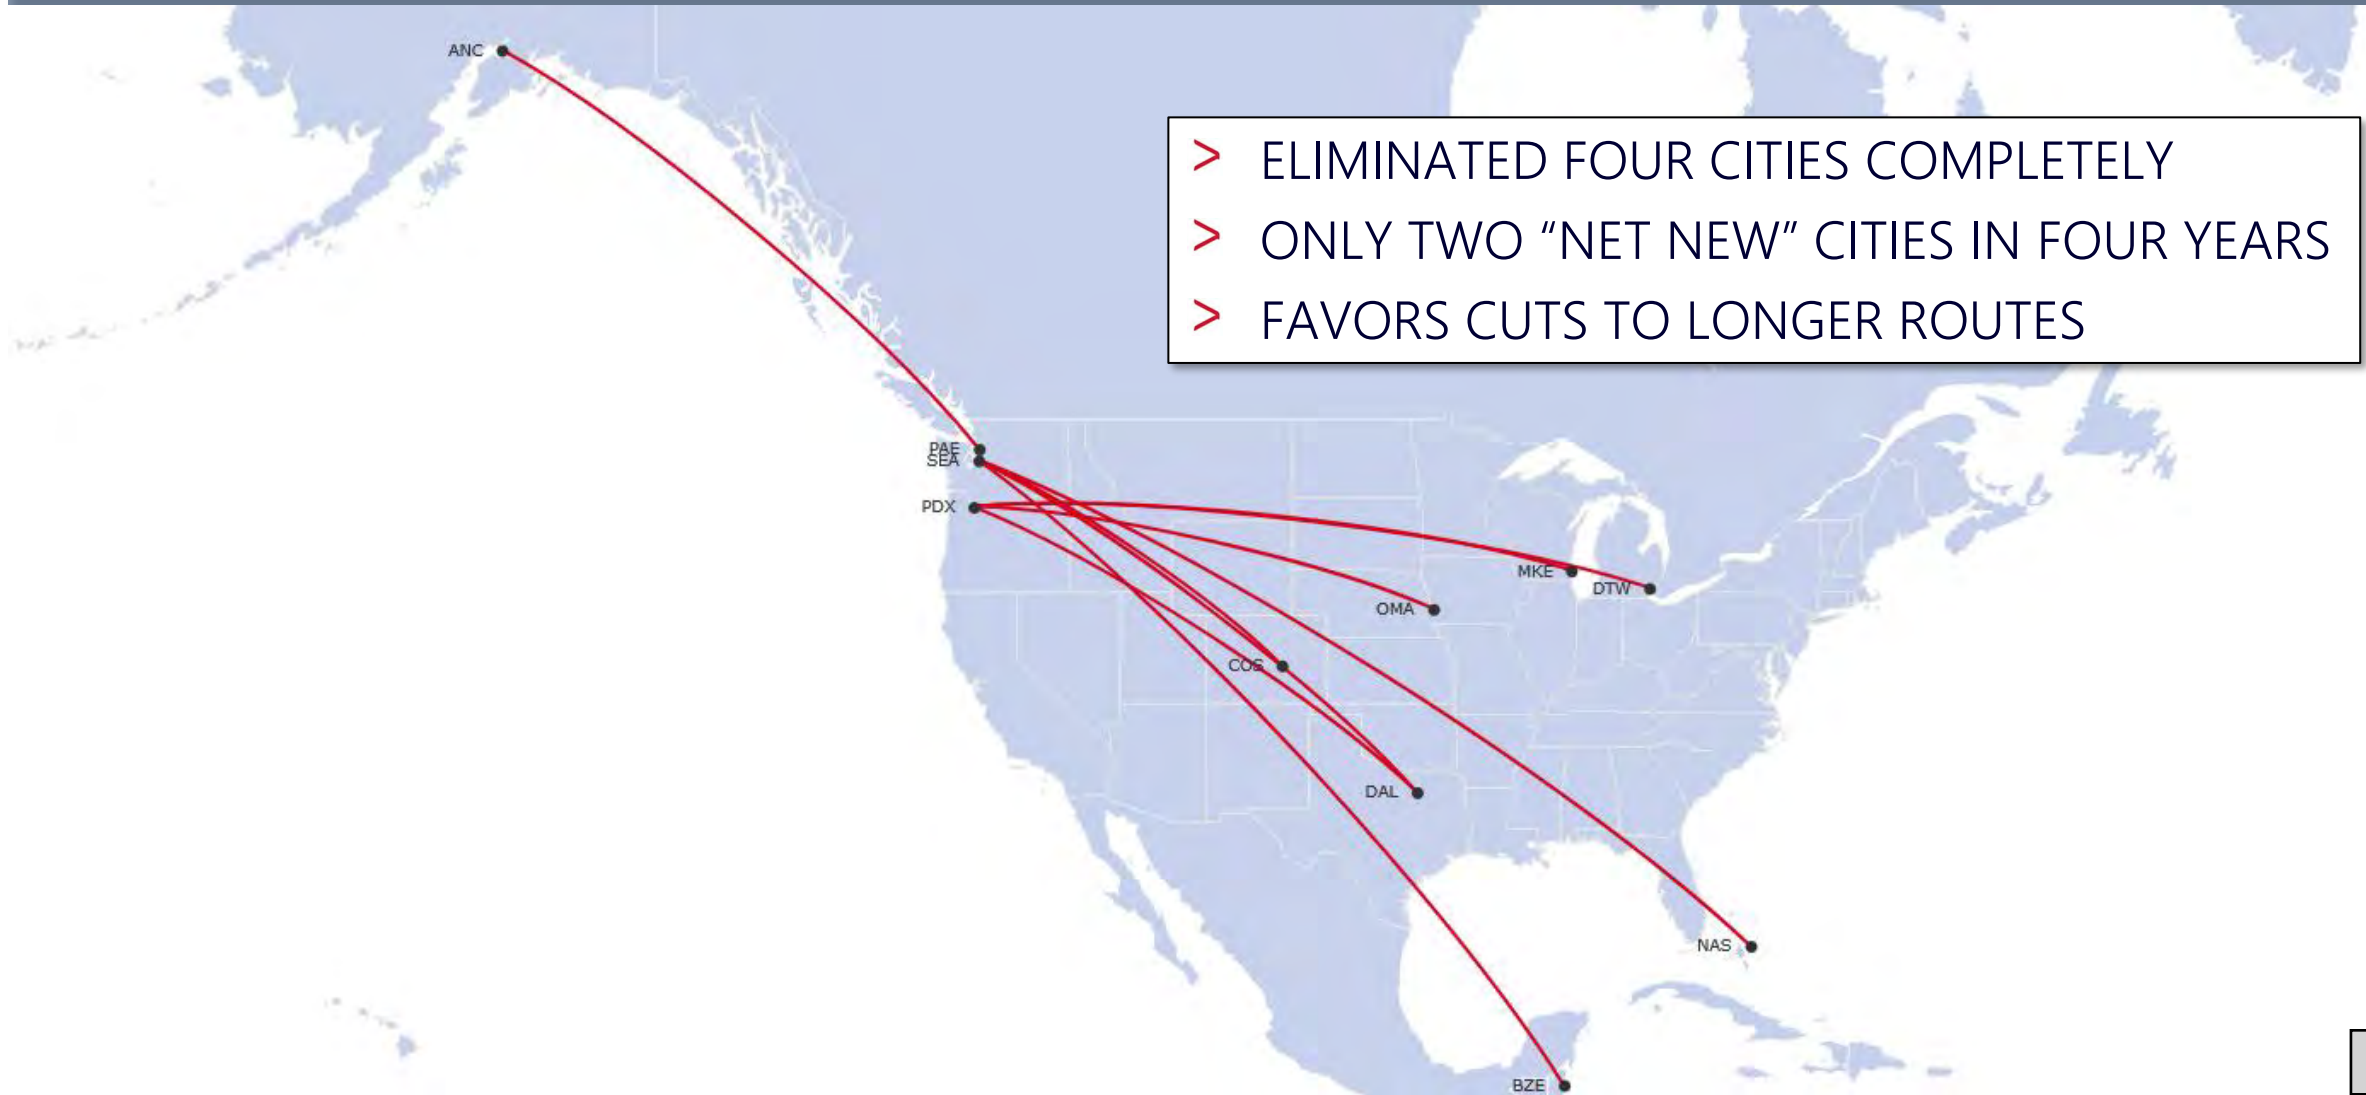 ANC
> ELIMINATED FOUR CITIES COMPLETELY
> ONLY TWO “NET NEW” CITIES IN FOUR YEARS
> FAVORS CUTS TO LONGER ROUTES
PAE
SEA
PDX
MKE
DTW
OMA
COS
DAL
NAS
BZE